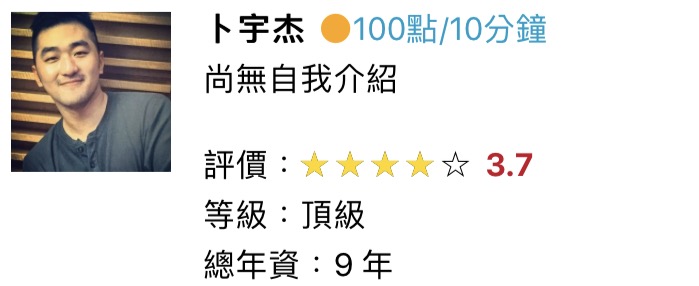 卜宇杰 100點/10分鐘
尚無自我介紹
評價：★★★★☆ 3.7
等級：頂級
總年資：9 年